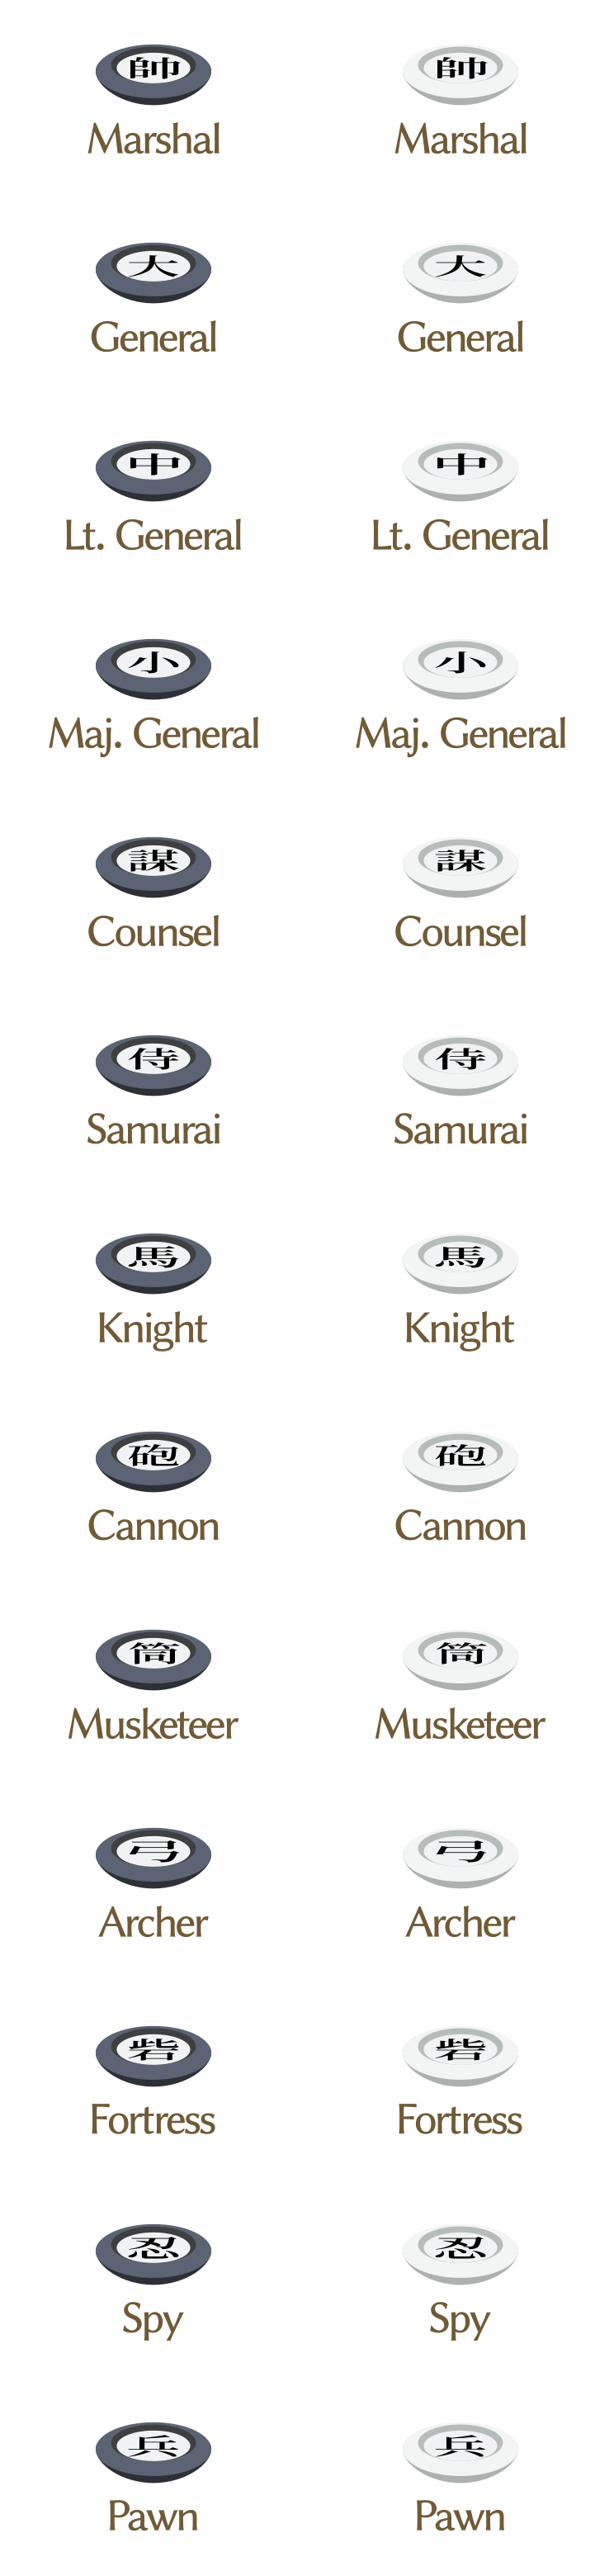 帥 帥
Marshal Marshal
大 大
General General
中 中
Lt. General Lt. General
小 小
Maj. General Maj. General
謀 謀
Counsel Counsel
侍 侍
Samurai Samurai
馬 馬
Knight Knight
砲 砲
Cannon Cannon
筒 筒
Musketeer Musketeer
弓 弓
Archer Archer
砦 砦
Fortress Fortress
忍 忍
Spy Spy
兵 兵
Pawn Pawn